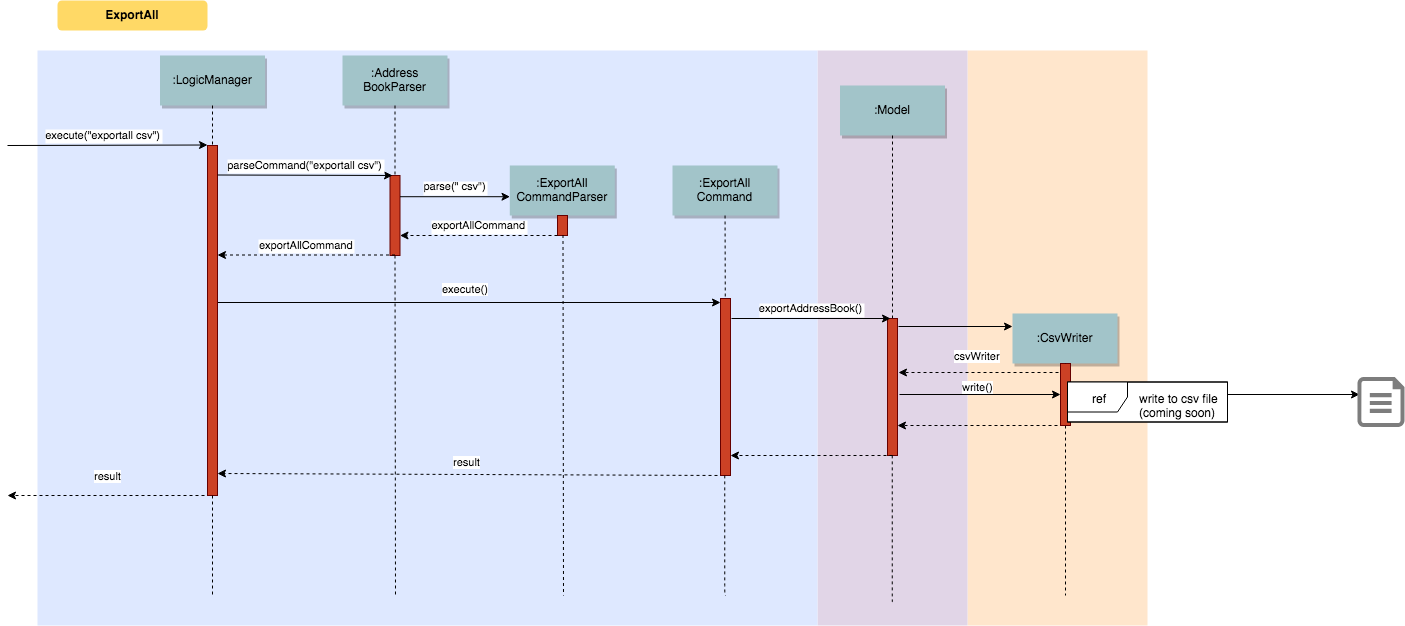 ExportAll
:LogicManager
:Address
BookParser
:Model
execute("exportall csv")
parseCommand("exportall csv")
parse(" csv")
:ExportAll
CommandParser
:ExportAll
Command
exportAllCommand
exportAllCommand
execute()
exportAddressBook()
:CsvWriter
csvWriter
write()
ref
write to csv file
(coming soon)
result
result